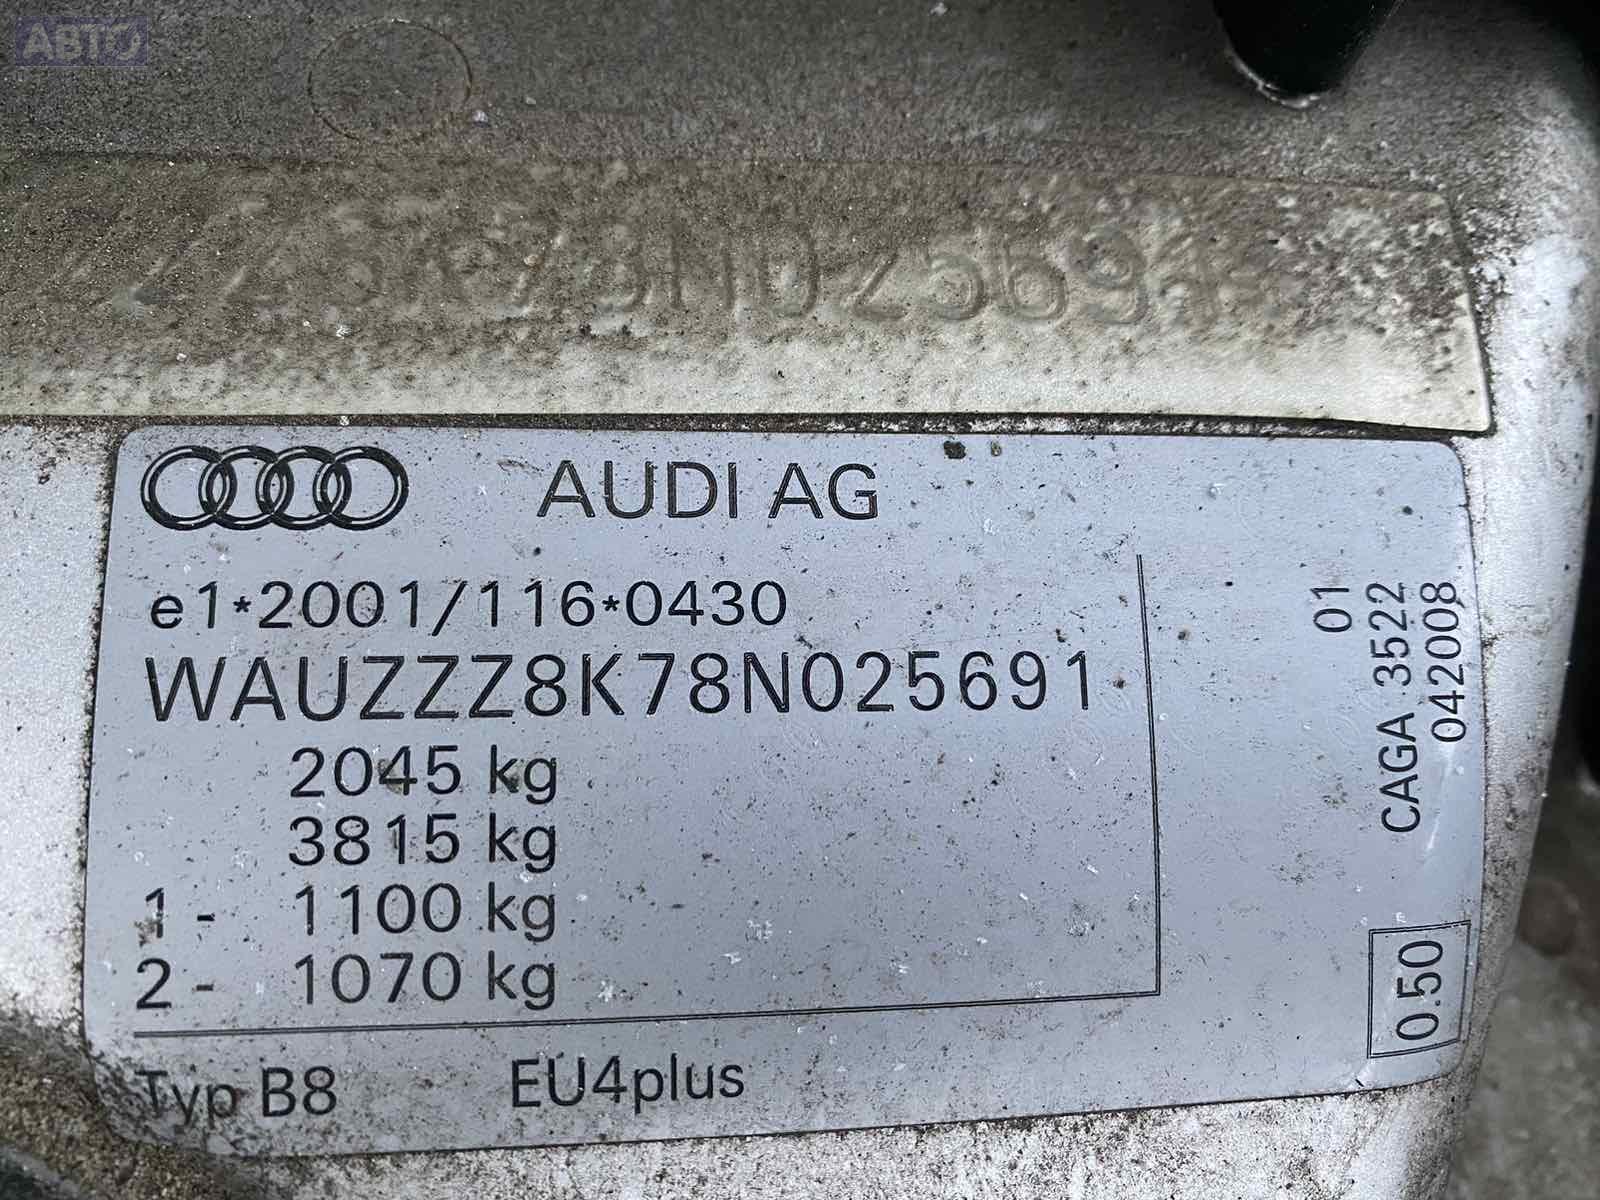 АВТО
ZZZ8K78N025691
AUDI AG
e1*2001/116*0430
WAUZZZ8K78N025691
2045 kg
3815 kg
1 - 1100 kg
2 - 1070 kg
Typ B8 EU4plus
01
CAGA 3522
042008
0.50